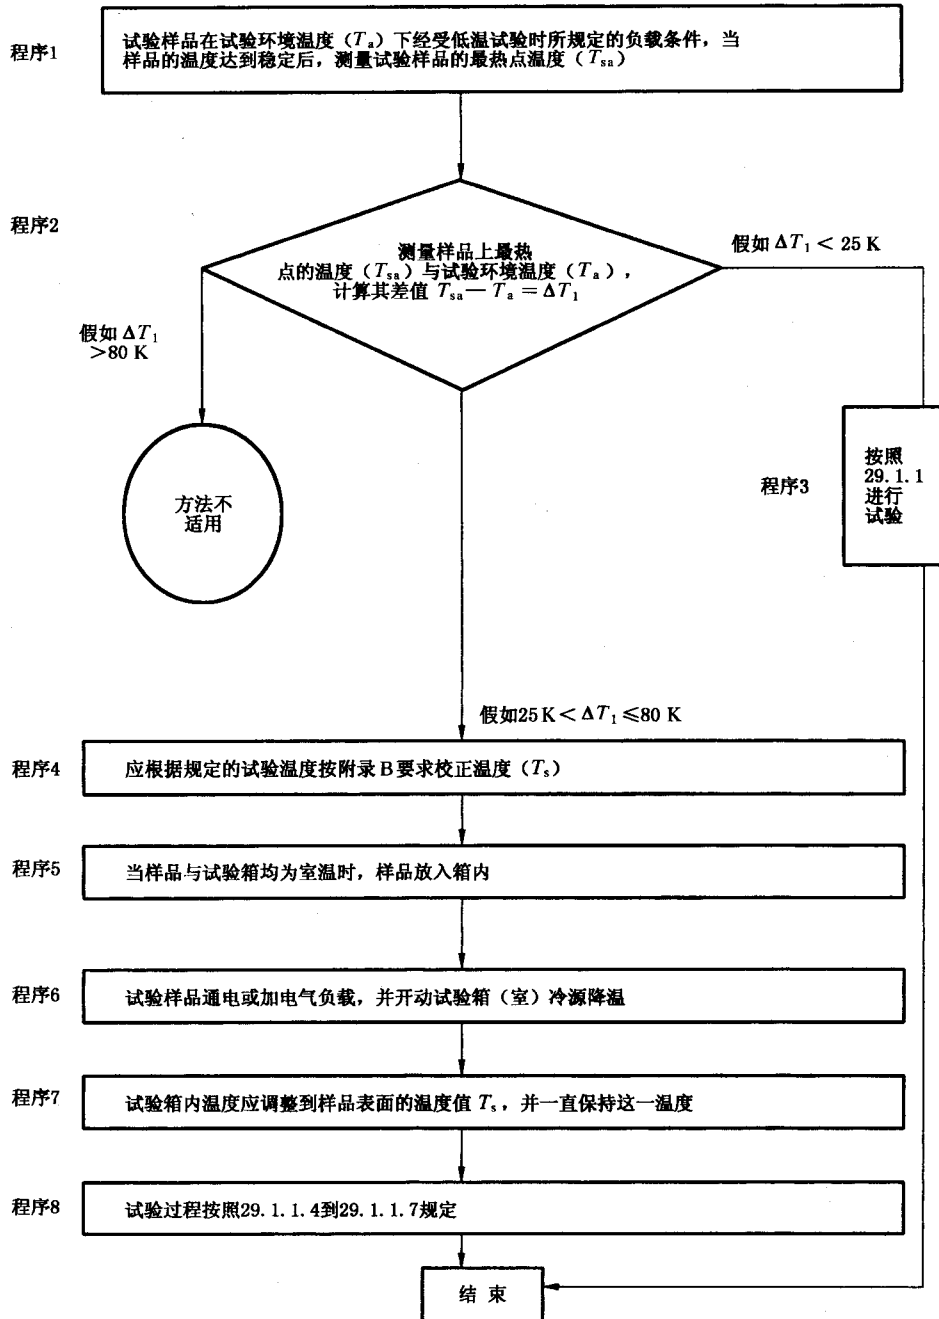 程序1
试验样品在试验环境温度（Ta）下经受低温试验时所规定的负载条件，当
样品的温度达到稳定后，测量试验样品的最热点温度（Tsa）
程序2
测量样品上最热
点的温度（Tsa）与试验环境温度（Ta），
计算其差值 Tsa－Ta＝ΔT1
假如 ΔT1 < 25 K
假如 ΔT1
＞80 K
方法不
适用
程序3
按照
29.1.1
进行
试验
假如25 K＜ΔT1≤80 K
程序4
应根据规定的试验温度按附录 B 要求校正温度（Ts）
程序5
当样品与试验箱均为室温时，样品放入箱内
程序6
试验样品通电或加电气负载，并开动试验箱（室）冷源降温
程序7
试验箱内温度应调整到样品表面的温度值 Ts，并一直保持这一温度
程序8
试验过程按照29.1.1.4到29.1.1.7规定
结 束